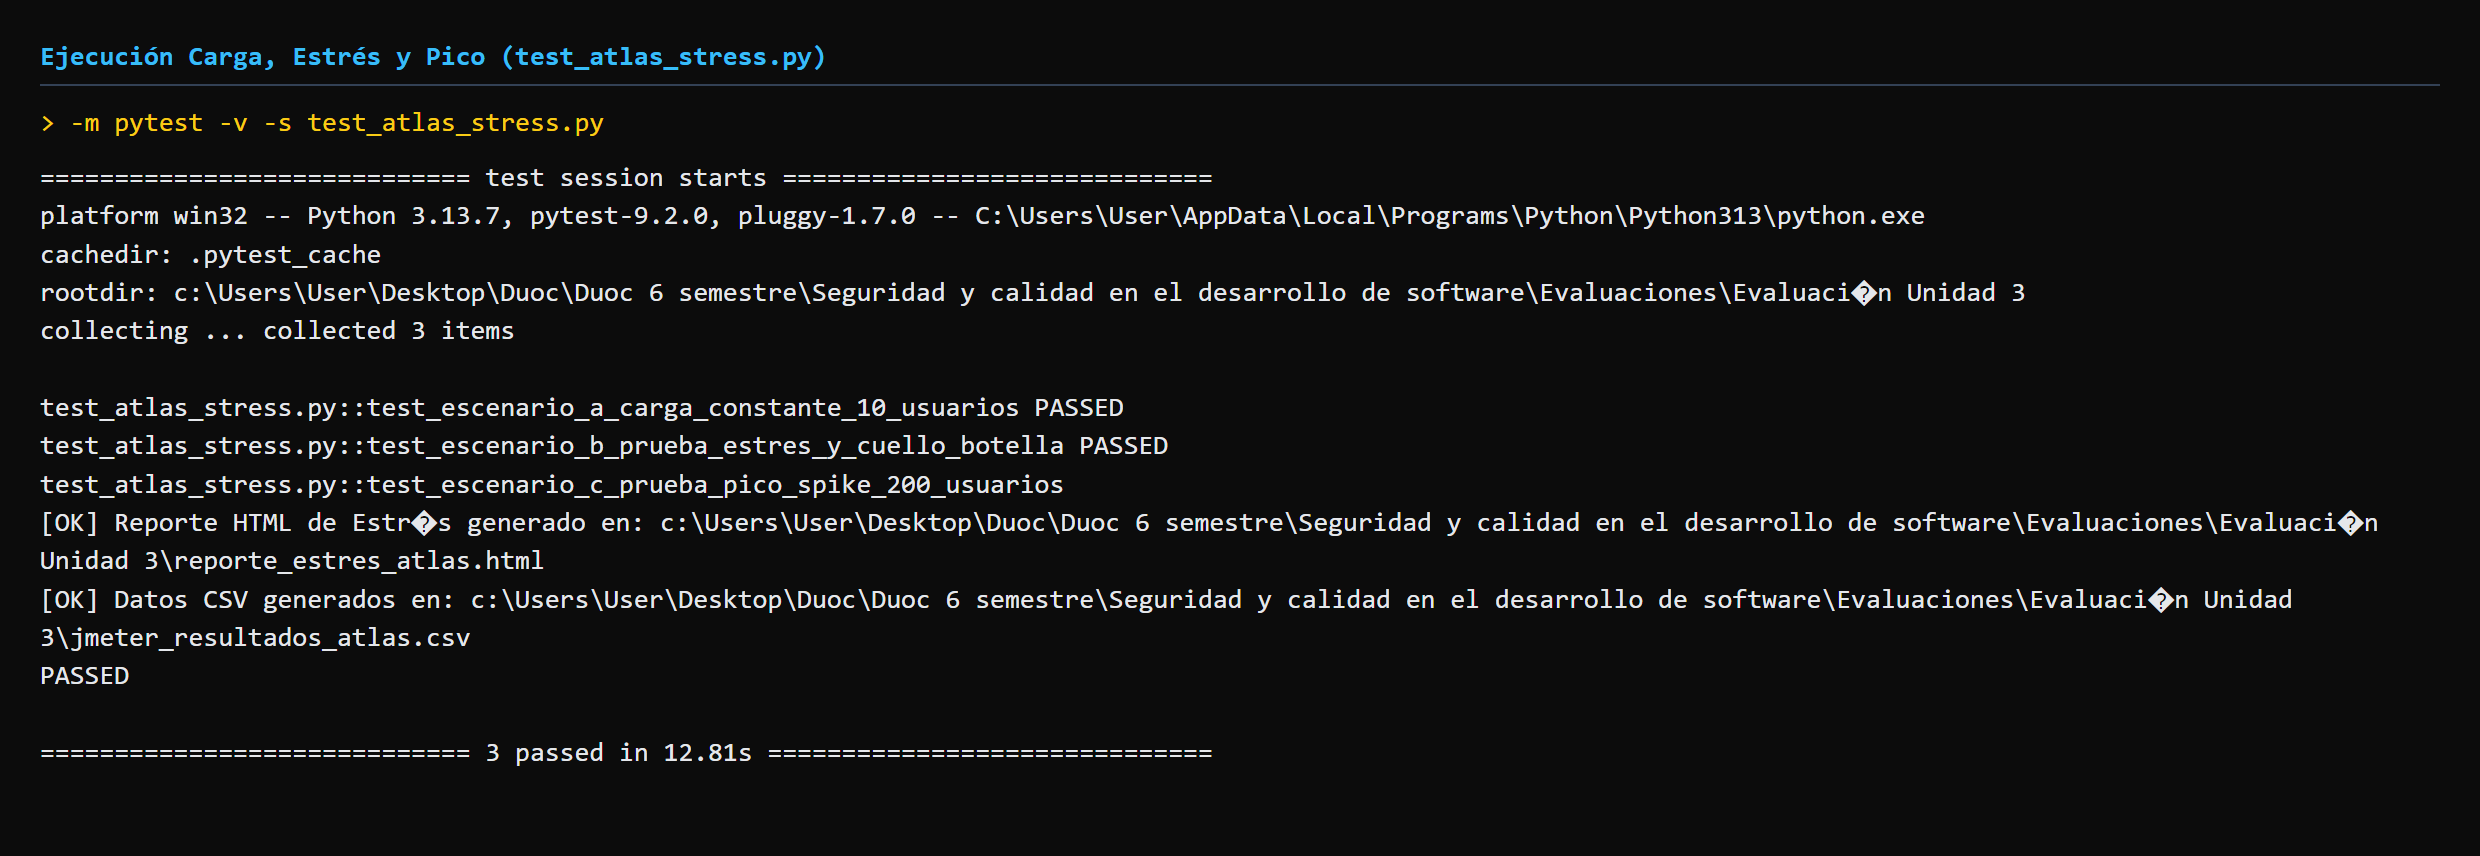 Ejecución Carga, Estrés y Pico (test_atlas_stress.py)
> -m pytest -v -s test_atlas_stress.py
============================= test session starts =============================
platform win32 -- Python 3.13.7, pytest-9.2.0, pluggy-1.7.0 -- C:\Users\User\AppData\Local\Programs\Python\Python313\python.exe
cachedir: .pytest_cache
rootdir: c:\Users\User\Desktop\Duoc\Duoc 6 semestre\Seguridad y calidad en el desarrollo de software\Evaluaciones\Evaluaci�n Unidad 3
collecting ... collected 3 items
test_atlas_stress.py::test_escenario_a_carga_constante_10_usuarios PASSED
test_atlas_stress.py::test_escenario_b_prueba_estres_y_cuello_botella PASSED
test_atlas_stress.py::test_escenario_c_prueba_pico_spike_200_usuarios
[OK] Reporte HTML de Estr�s generado en: c:\Users\User\Desktop\Duoc\Duoc 6 semestre\Seguridad y calidad en el desarrollo de software\Evaluaciones\Evaluaci�n
Unidad 3\reporte_estres_atlas.html
[OK] Datos CSV generados en: c:\Users\User\Desktop\Duoc\Duoc 6 semestre\Seguridad y calidad en el desarrollo de software\Evaluaciones\Evaluaci�n Unidad
3\jmeter_resultados_atlas.csv
PASSED
============================= 3 passed in 12.81s ==============================